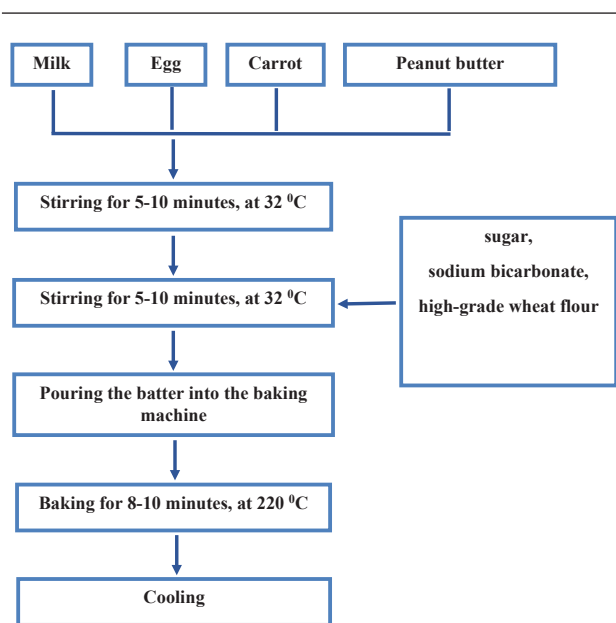 Milk
Egg
Carrot
Peanut butter
Stirring for 5-10 minutes, at 32 ⁰C
sugar,
sodium bicarbonate,
high-grade wheat flour
Stirring for 5-10 minutes, at 32 ⁰C
Pouring the batter into the baking
machine
Baking for 8-10 minutes, at 220 ⁰C
Cooling